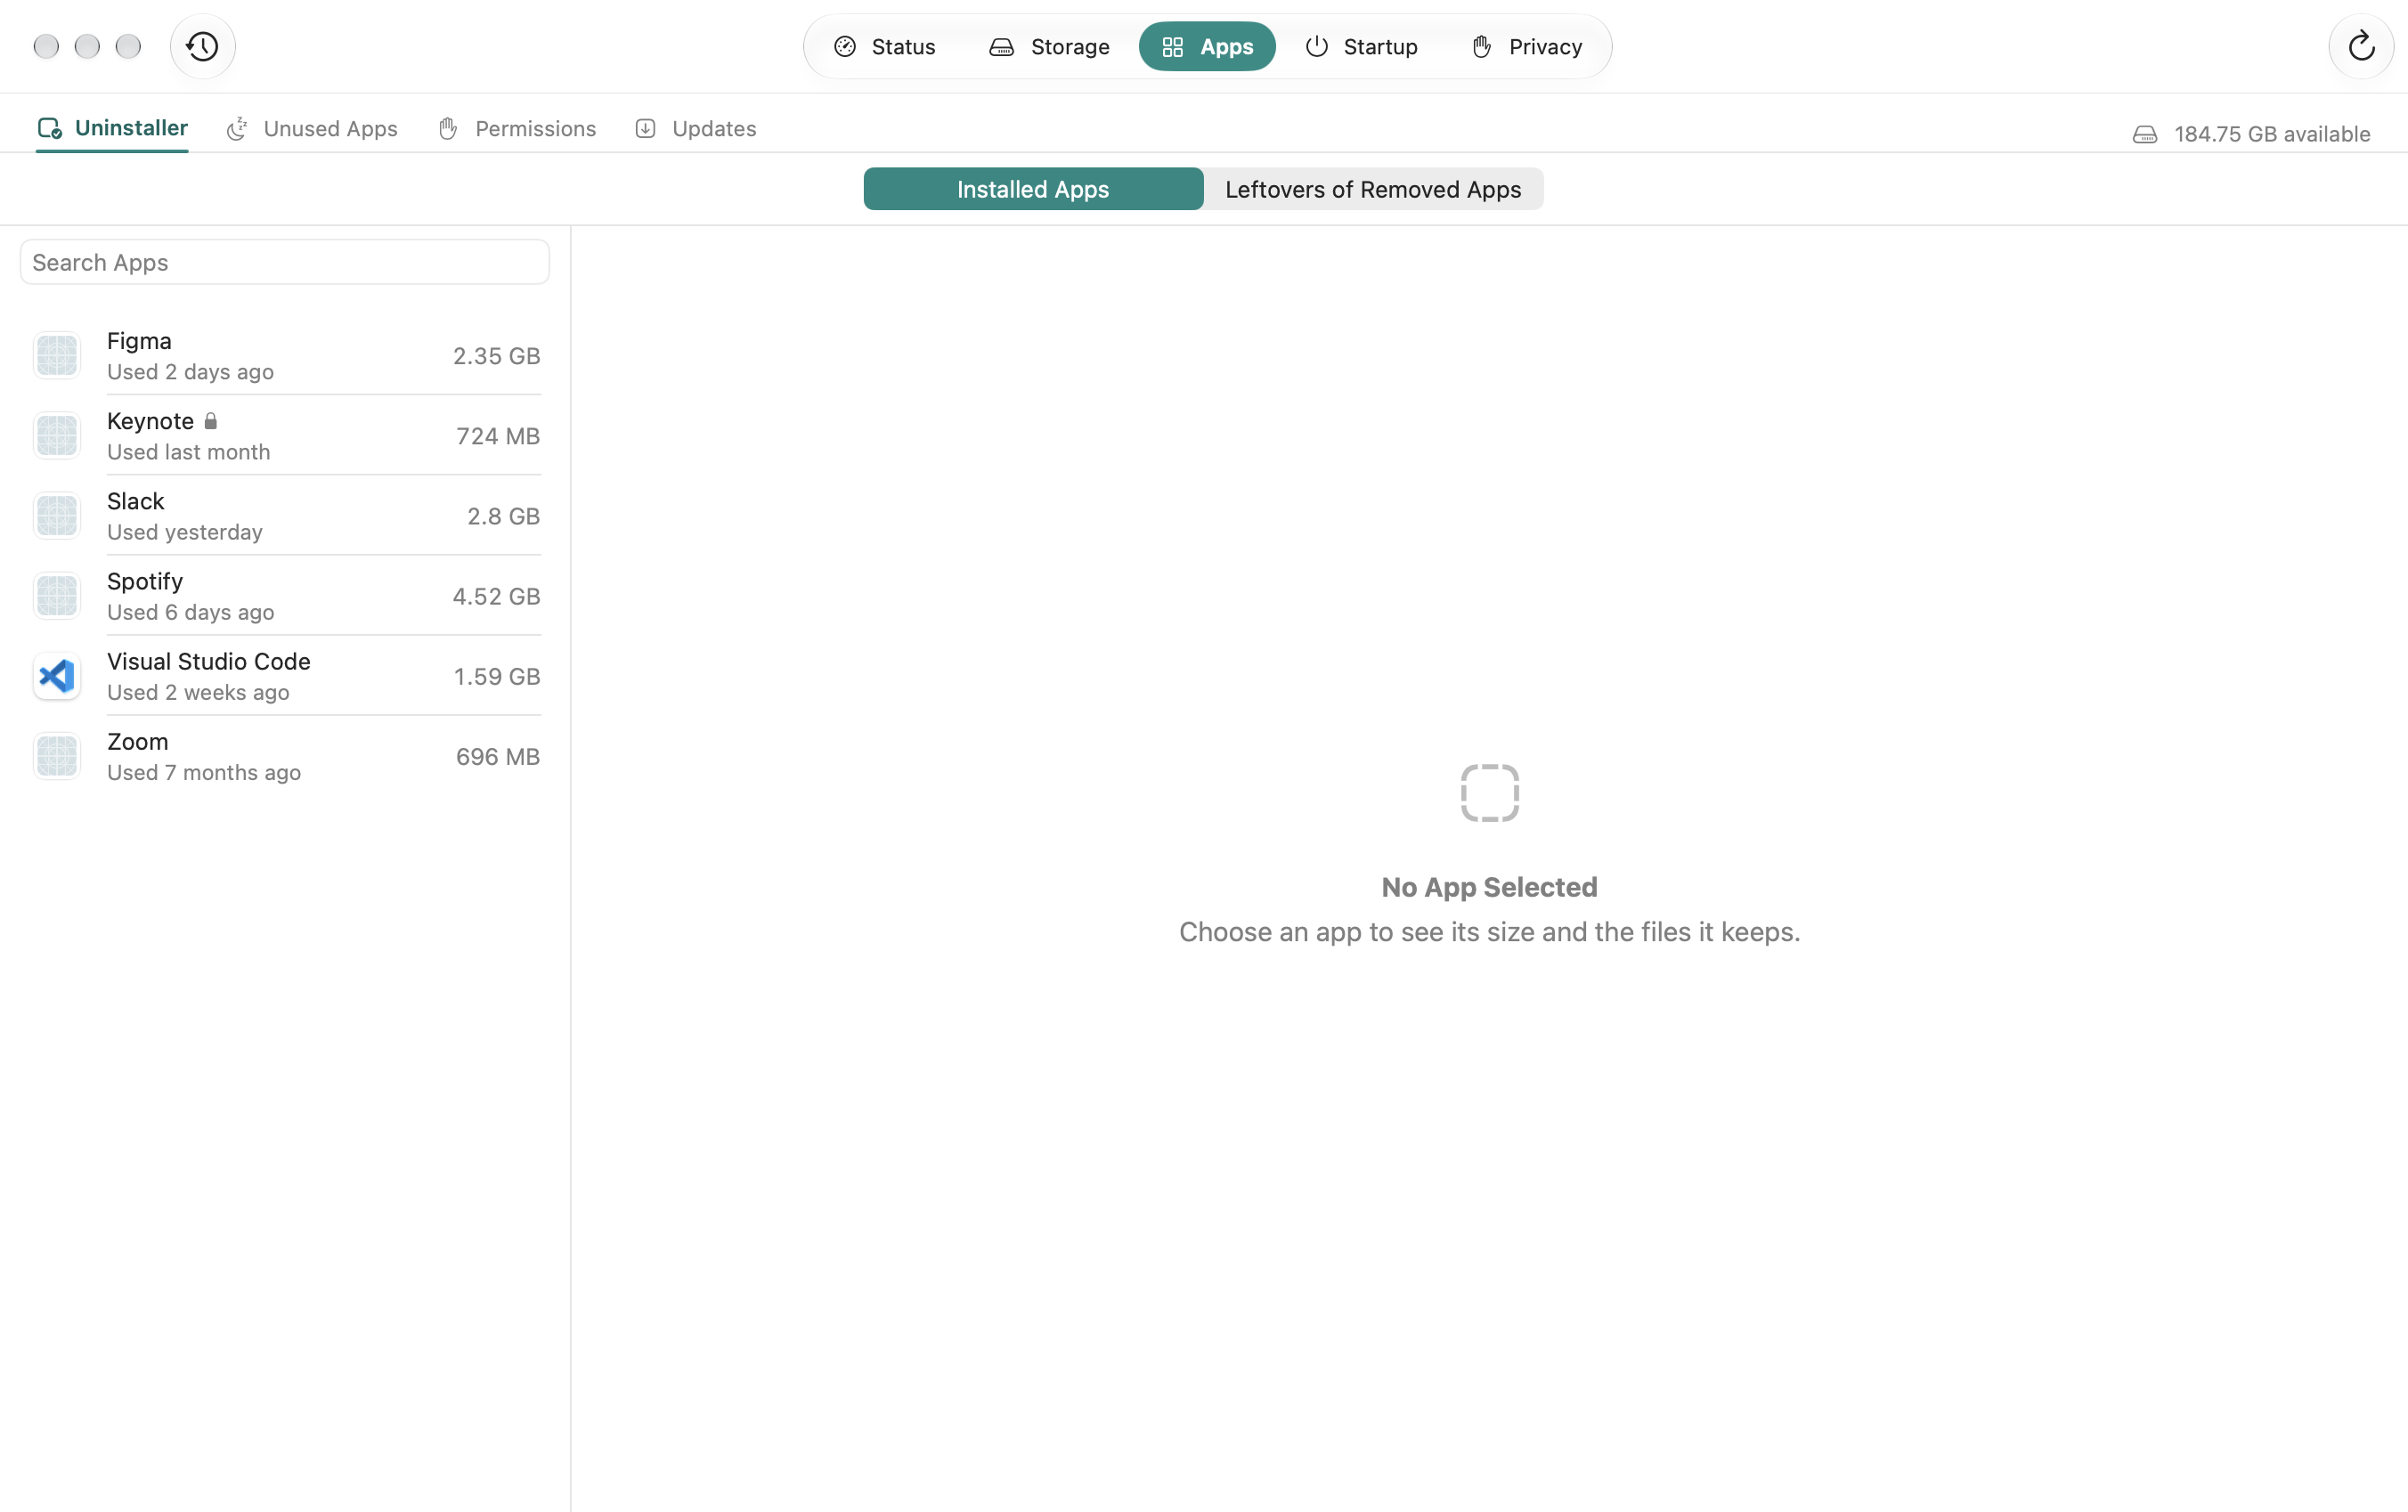 Status
Storage
Apps
Startup
Privacy
Uninstaller
Unused Apps
Permissions
Updates
184.75 GB available
Installed Apps
Leftovers of Removed Apps
Search Apps
Figma
Used 2 days ago
2.35 GB
Keynote
Used last month
724 MB
Slack
Used yesterday
2.8 GB
Spotify
Used 6 days ago
4.52 GB
Visual Studio Code
Used 2 weeks ago
1.59 GB
Zoom
Used 7 months ago
696 MB
No App Selected
Choose an app to see its size and the files it keeps.